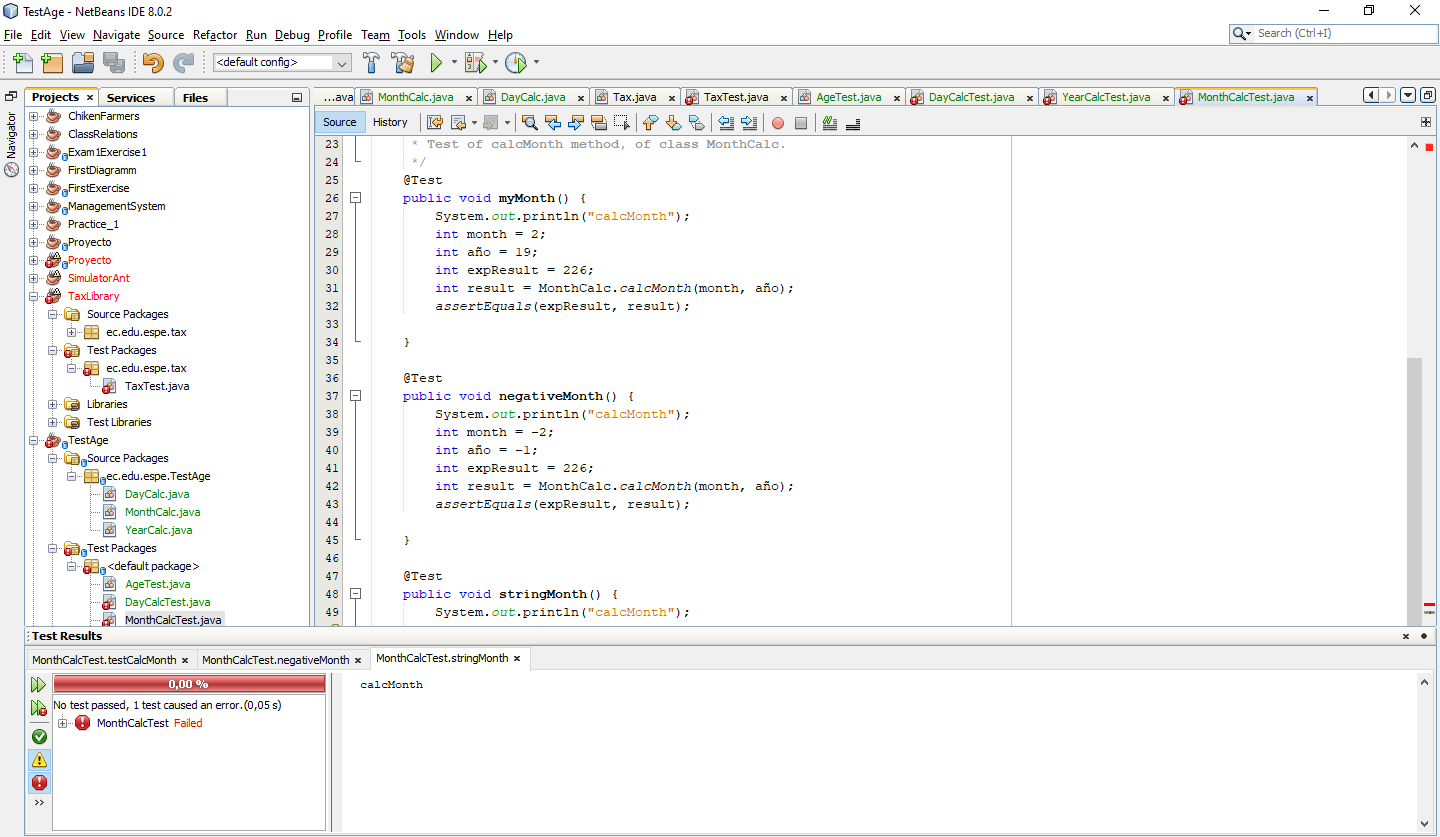 TestAge - NetBeans IDE 8.0.2
File Edit View Navigate Source Refactor Run Debug Profile Team Tools Window Help
Search (Ctrl+I)
<default config>
Projects Services Files
...ava MonthCalc.java DayCalc.java Tax.java TaxTest.java AgeTest.java DayCalcTest.java YearCalcTest.java MonthCalcTest.java
Navigator
Source History
ChikenFarmers
ClassRelations
Exam1Exercise1
FirstDiagramm
FirstExercise
ManagementSystem
Practice_1
Proyecto
Proyecto
SimulatorAnt
TaxLibrary
Source Packages
ec.edu.espe.tax
Test Packages
ec.edu.espe.tax
TaxTest.java
Libraries
Test Libraries
TestAge
Source Packages
ec.edu.espe.TestAge
DayCalc.java
MonthCalc.java
YearCalc.java
Test Packages
<default package>
AgeTest.java
DayCalcTest.java
MonthCalcTest.java
23 * Test of calcMonth method, of class MonthCalc.
24 */
25 @Test
26 public void myMonth() {
27 System.out.println("calcMonth");
28 int month = 2;
29 int año = 19;
30 int expResult = 226;
31 int result = MonthCalc.calcMonth(month, año);
32 assertEquals(expResult, result);
33
34 }
35
36 @Test
37 public void negativeMonth() {
38 System.out.println("calcMonth");
39 int month = -2;
40 int año = -1;
41 int expResult = 226;
42 int result = MonthCalc.calcMonth(month, año);
43 assertEquals(expResult, result);
44
45 }
46
47 @Test
48 public void stringMonth() {
49 System.out.println("calcMonth");
Test Results
MonthCalcTest.testCalcMonth MonthCalcTest.negativeMonth MonthCalcTest.stringMonth
0,00 %
No test passed, 1 test caused an error.(0,05 s)
MonthCalcTest Failed
calcMonth